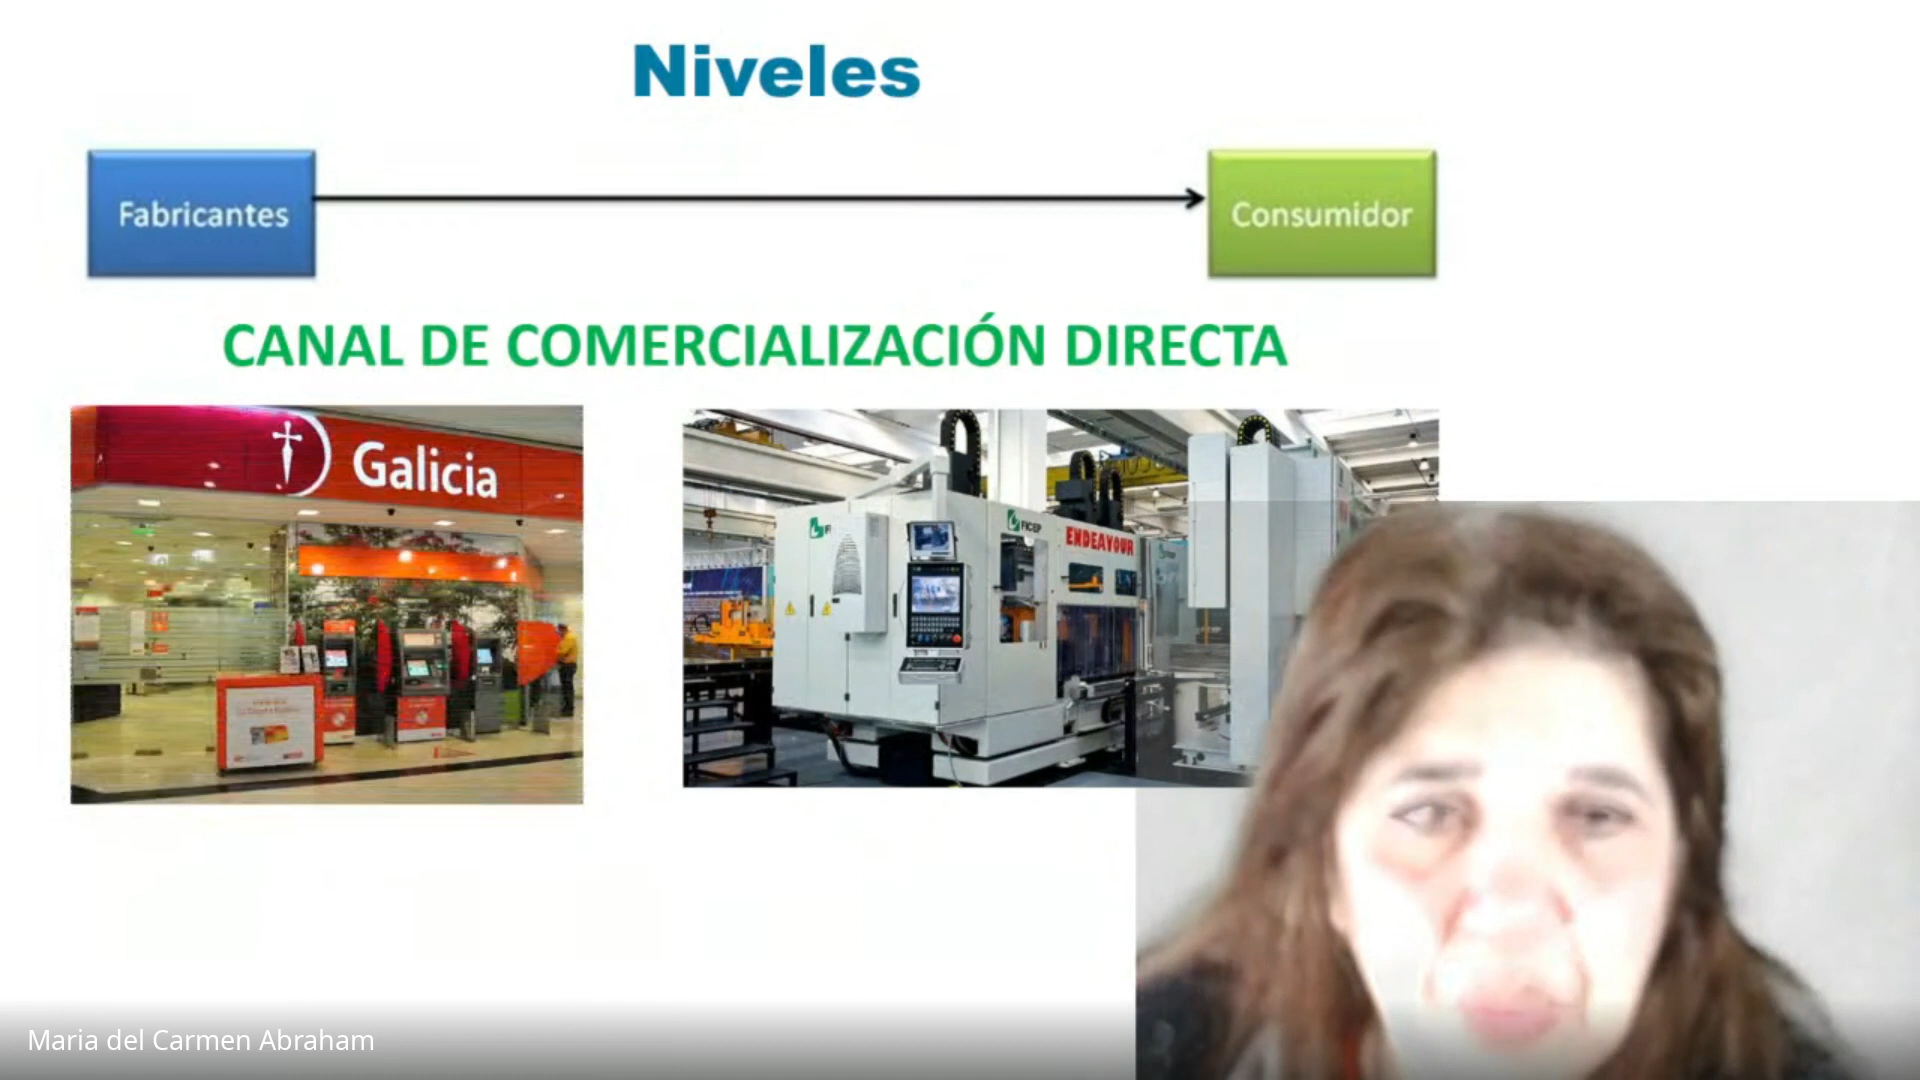 Niveles
Fabricantes
Consumidor
CANAL DE COMERCIALIZACIÓN DIRECTA
Galicia
FICEP
ENDEAVOUR
Maria del Carmen Abraham